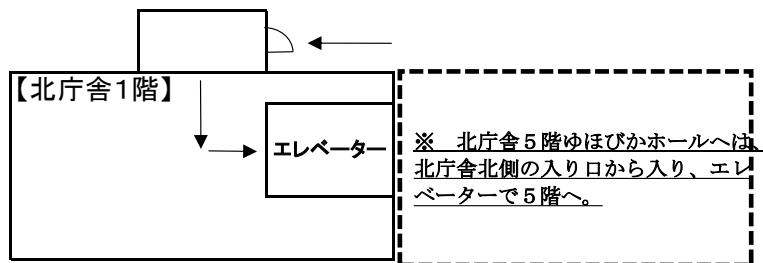 【北庁舎1階】
エレベーター
※　北庁舎５階ゆほびかホールへは、
北庁舎北側の入り口から入り、エレ
ベーターで５階へ。